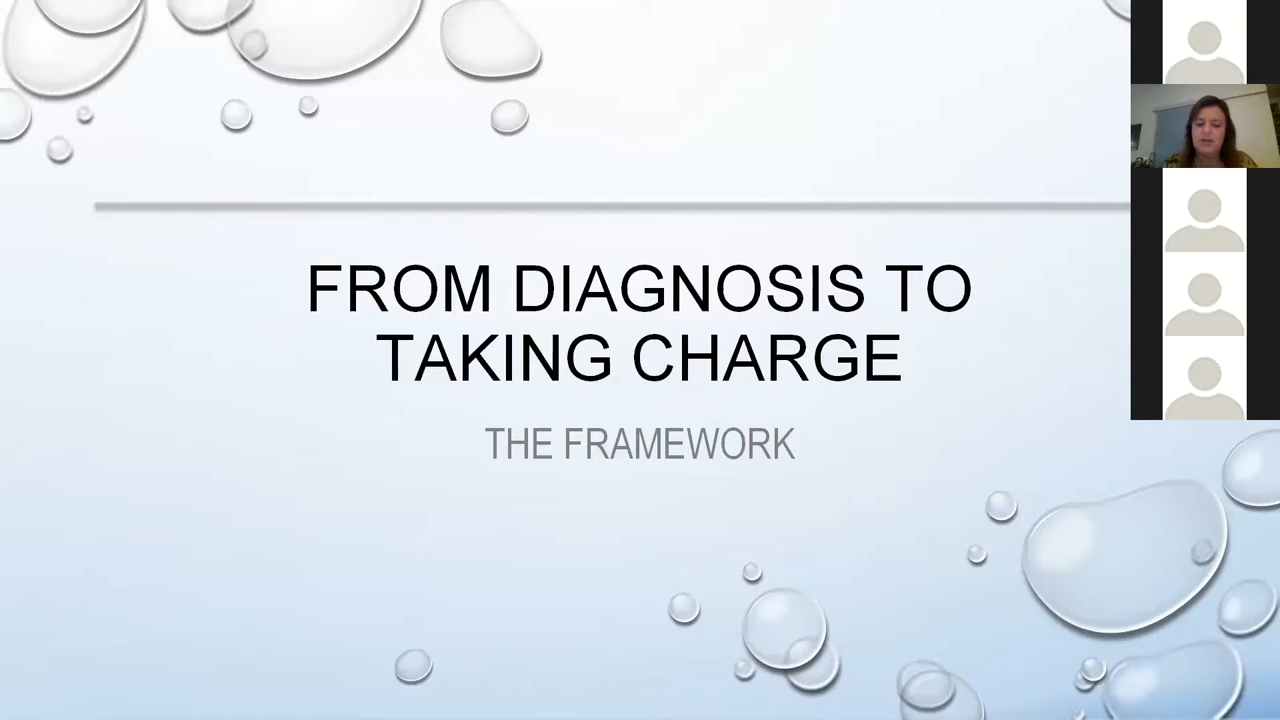 FROM DIAGNOSIS TO
TAKING CHARGE
THE FRAMEWORK